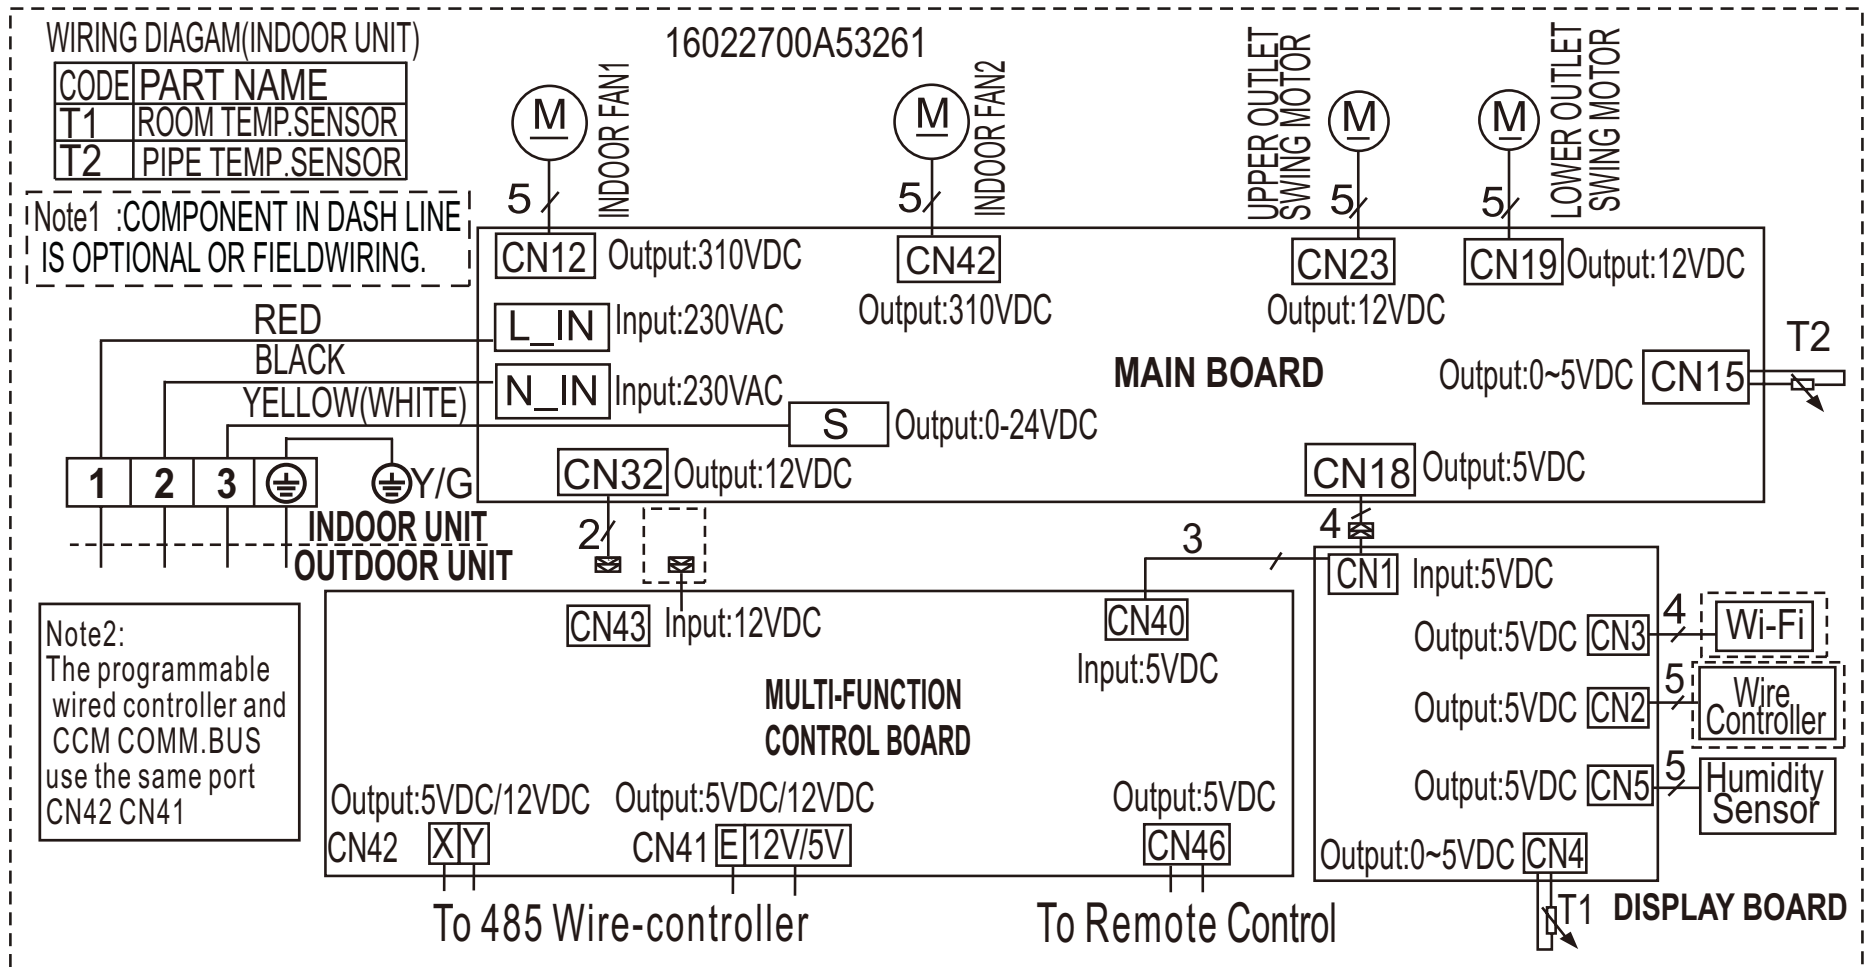 WIRING DIAGAM(INDOOR UNIT)
16022700A53261
CODE PART NAME
T1 ROOM TEMP.SENSOR
T2 PIPE TEMP.SENSOR
Note1 :COMPONENT IN DASH LINE
IS OPTIONAL OR FIELDWIRING.
M
INDOOR FAN1
5
M
INDOOR FAN2
5
UPPER OUTLET
SWING MOTOR
M
5
M
LOWER OUTLET
SWING MOTOR
5
CN12 Output:310VDC
CN42
Output:310VDC
CN23
Output:12VDC
CN19 Output:12VDC
RED
L_IN Input:230VAC
BLACK
N_IN Input:230VAC
YELLOW(WHITE)
S Output:0-24VDC
MAIN BOARD
Output:0~5VDC CN15
T2
CN32 Output:12VDC
CN18 Output:5VDC
1 2 3
Y/G
INDOOR UNIT
OUTDOOR UNIT
2
4
3
CN1 Input:5VDC
Note2:
The programmable
wired controller and
CCM COMM.BUS
use the same port
CN42 CN41
CN43 Input:12VDC
CN40
Input:5VDC
MULTI-FUNCTION
CONTROL BOARD
Output:5VDC CN3
4
Wi-Fi
Output:5VDC CN2
5
Wire
Controller
Output:5VDC CN5
5
Humidity
Sensor
Output:5VDC/12VDC
CN42 X Y
Output:5VDC/12VDC
CN41 E 12V/5V
Output:5VDC
CN46
Output:0~5VDC CN4
To 485 Wire-controller
To Remote Control
T1
DISPLAY BOARD